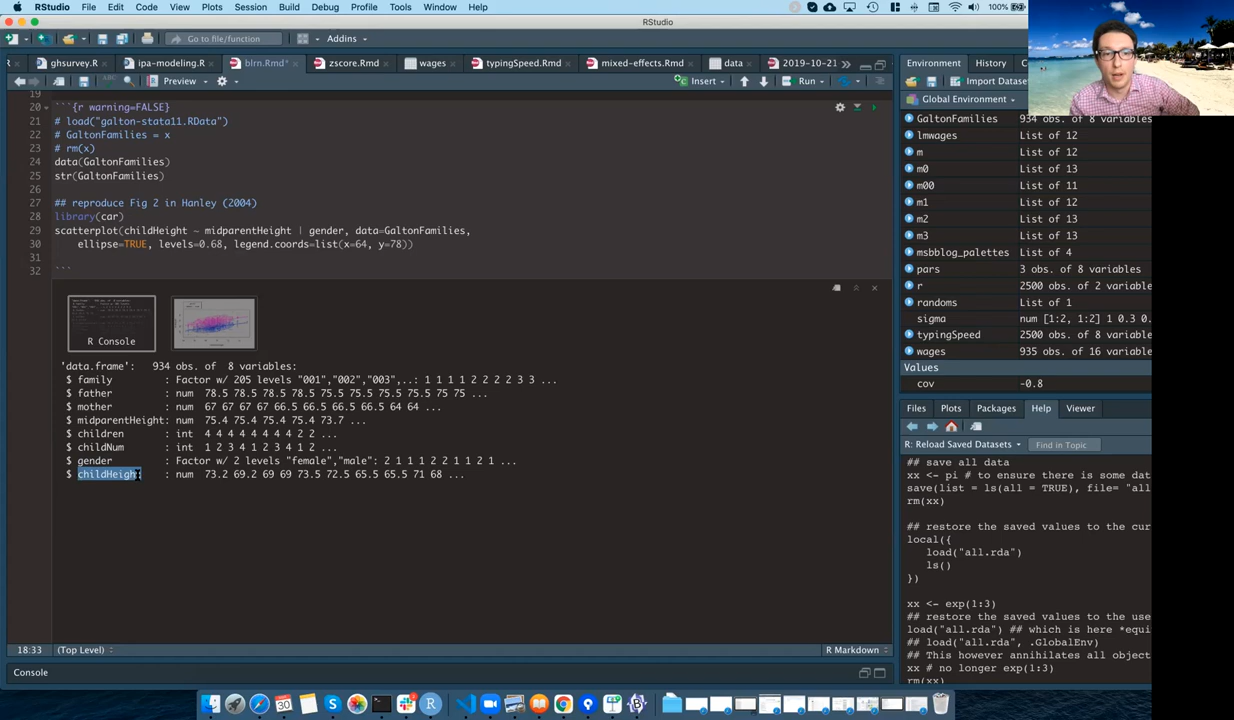 RStudio File Edit Code View Plots Session Build Debug Profile Tools Window Help 100%
RStudio
Go to file/function Addins
R ghsurvey.R ipa-modeling.R blrn.Rmd* zscore.Rmd wages typingSpeed.Rmd mixed-effects.Rmd data 2019-10-21
Preview Insert Run
19
20 ```{r warning=FALSE}
21 # load("galton-stata11.RData")
22 # GaltonFamilies = x
23 # rm(x)
24 data(GaltonFamilies)
25 str(GaltonFamilies)
26
27 ## reproduce Fig 2 in Hanley (2004)
28 library(car)
29 scatterplot(childHeight ~ midparentHeight | gender, data=GaltonFamilies,
30 ellipse=TRUE, levels=0.68, legend.coords=list(x=64, y=78))
31
32 ```
R Console
'data.frame': 934 obs. of 8 variables:
$ family : Factor w/ 205 levels "001","002","003",..: 1 1 1 1 2 2 2 2 3 3 ...
$ father : num 78.5 78.5 78.5 78.5 75.5 75.5 75.5 75.5 75 75 ...
$ mother : num 67 67 67 67 66.5 66.5 66.5 66.5 64 64 ...
$ midparentHeight: num 75.4 75.4 75.4 75.4 73.7 ...
$ children : int 4 4 4 4 4 4 4 4 2 2 ...
$ childNum : int 1 2 3 4 1 2 3 4 1 2 ...
$ gender : Factor w/ 2 levels "female","male": 2 1 1 1 2 2 1 1 2 1 ...
$ childHeight : num 73.2 69.2 69 69 73.5 72.5 65.5 65.5 71 68 ...
18:33 (Top Level) R Markdown
Console
Environment History
Import Datase
Global Environment
GaltonFamilies 934 obs. of 8 variables
lmwages List of 12
m List of 12
m0 List of 13
m00 List of 11
m1 List of 12
m2 List of 13
m3 List of 13
msbblog_palettes List of 4
pars 3 obs. of 8 variables
r 2500 obs. of 2 variable
randoms List of 1
sigma num [1:2, 1:2] 1 0.3 0.
typingSpeed 2500 obs. of 8 variable
wages 935 obs. of 16 variable
Values
cov -0.8
Files Plots Packages Help Viewer
R: Reload Saved Datasets Find in Topic
## save all data
xx <- pi # to ensure there is some dat
save(list = ls(all = TRUE), file= "all
rm(xx)
## restore the saved values to the cur
local({
load("all.rda")
ls()
})
xx <- exp(1:3)
## restore the saved values to the use
load("all.rda") ## which is here *equi
# load("all.rda", .GlobalEnv)
## This however annihilates all object
xx # no longer exp(1:3)
rm(xx)
30